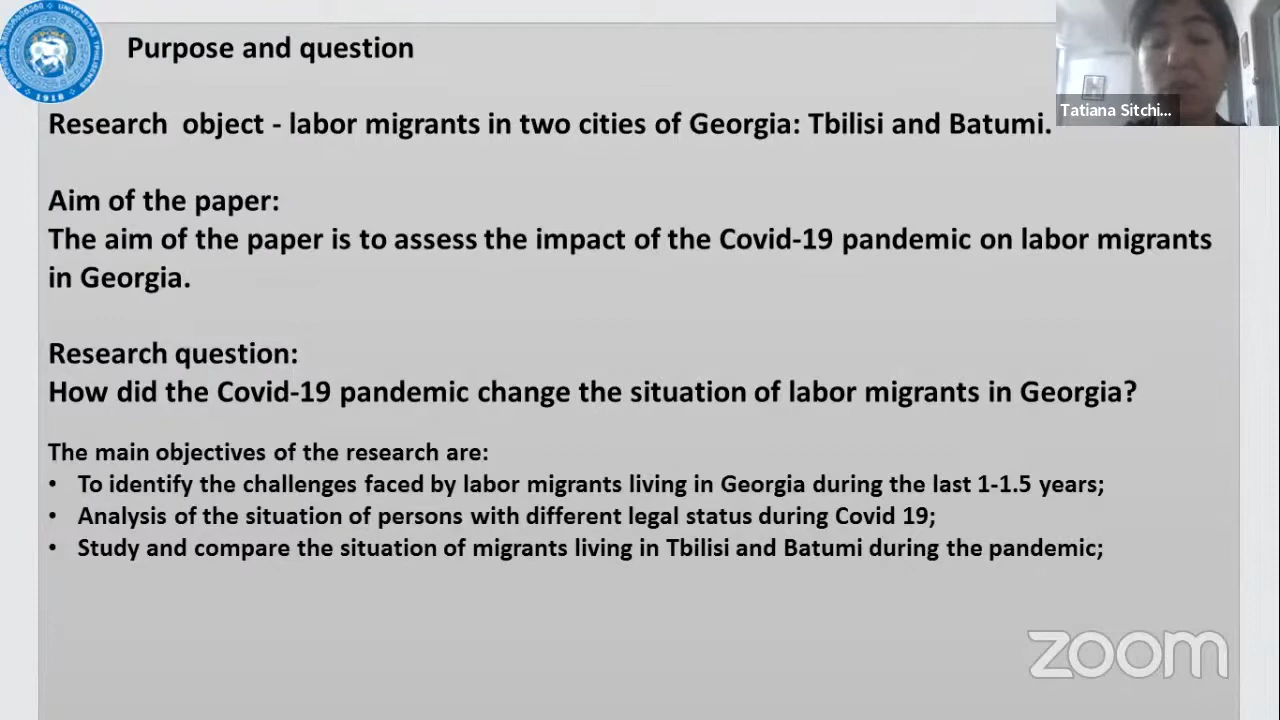 Purpose and question
Tatiana Sitchi...
Research object - labor migrants in two cities of Georgia: Tbilisi and Batumi.
Aim of the paper:
The aim of the paper is to assess the impact of the Covid-19 pandemic on labor migrants
in Georgia.
Research question:
How did the Covid-19 pandemic change the situation of labor migrants in Georgia?
The main objectives of the research are:
• To identify the challenges faced by labor migrants living in Georgia during the last 1-1.5 years;
• Analysis of the situation of persons with different legal status during Covid 19;
• Study and compare the situation of migrants living in Tbilisi and Batumi during the pandemic;
zoom
1918